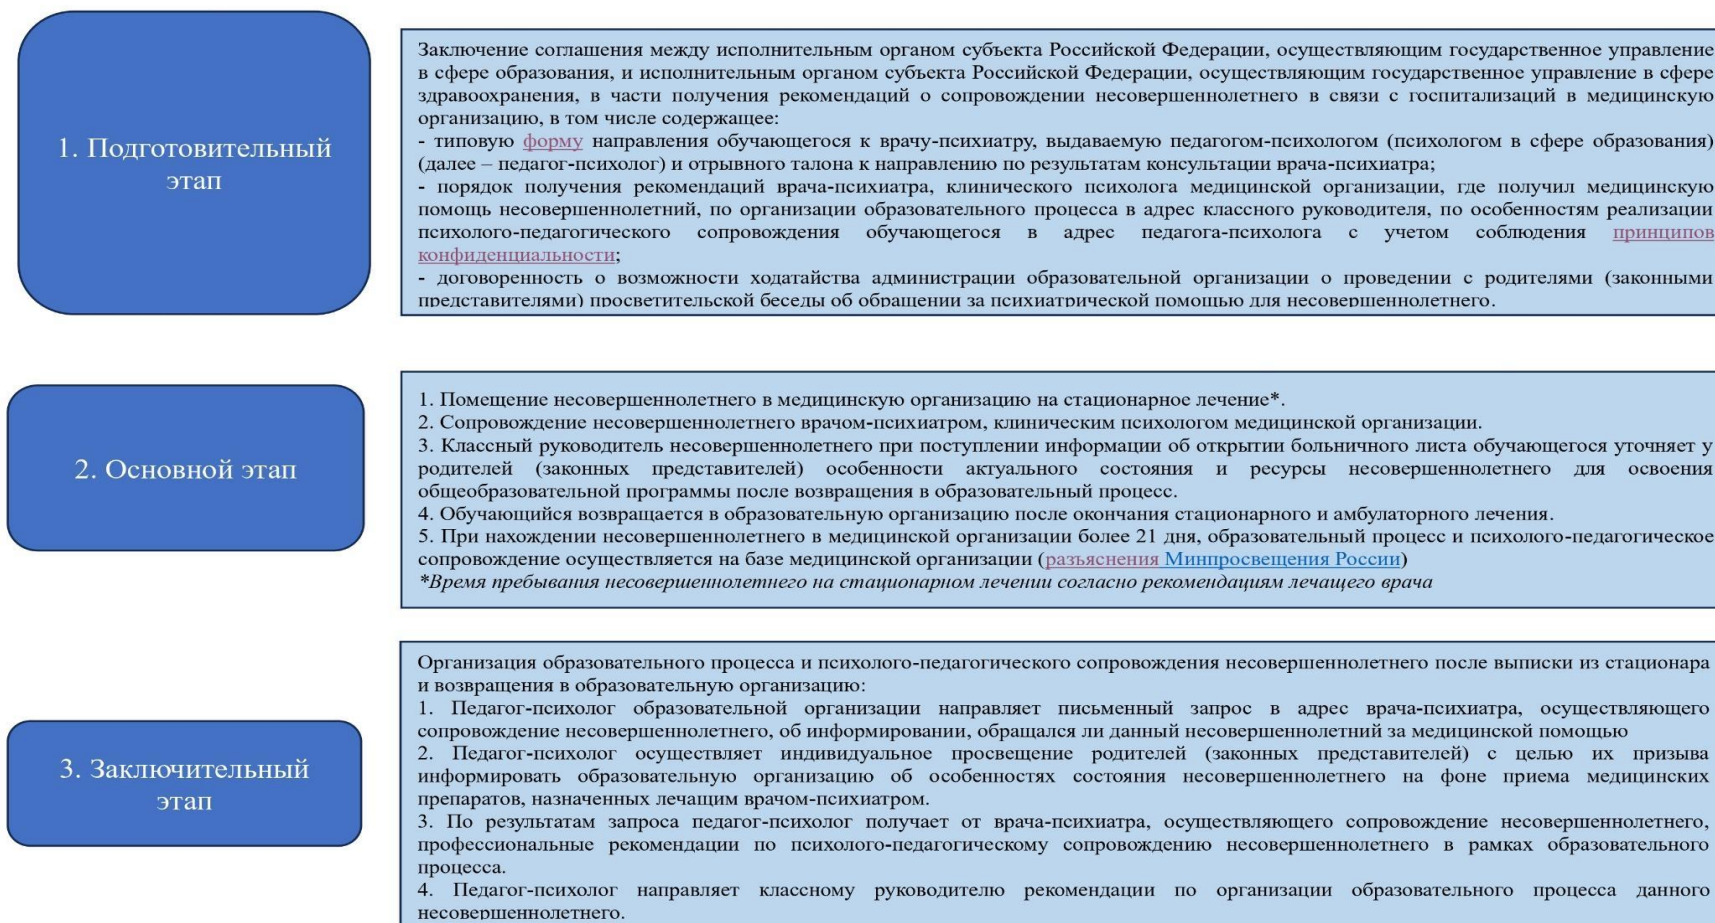 1. Подготовительный
этап
Заключение соглашения между исполнительным органом субъекта Российской Федерации, осуществляющим государственное управление
в сфере образования, и исполнительным органом субъекта Российской Федерации, осуществляющим государственное управление в сфере
здравоохранения, в части получения рекомендаций о сопровождении несовершеннолетнего в связи с госпитализаций в медицинскую
организацию, в том числе содержащее:
- типовую форму направления обучающегося к врачу-психиатру, выдаваемую педагогом-психологом (психологом в сфере образования)
(далее – педагог-психолог) и отрывного талона к направлению по результатам консультации врача-психиатра;
- порядок получения рекомендаций врача-психиатра, клинического психолога медицинской организации, где получил медицинскую
помощь несовершеннолетний, по организации образовательного процесса в адрес классного руководителя, по особенностям реализации
психолого-педагогического сопровождения обучающегося в адрес педагога-психолога с учетом соблюдения принципов
конфиденциальности;
- договоренность о возможности ходатайства администрации образовательной организации о проведении с родителями (законными
представителями) просветительской беседы об обращении за психиатрической помощью для несовершеннолетнего.
2. Основной этап
1. Помещение несовершеннолетнего в медицинскую организацию на стационарное лечение*.
2. Сопровождение несовершеннолетнего врачом-психиатром, клиническим психологом медицинской организации.
3. Классный руководитель несовершеннолетнего при поступлении информации об открытии больничного листа обучающегося уточняет у
родителей (законных представителей) особенности актуального состояния и ресурсы несовершеннолетнего для освоения
общеобразовательной программы после возвращения в образовательный процесс.
4. Обучающийся возвращается в образовательную организацию после окончания стационарного и амбулаторного лечения.
5. При нахождении несовершеннолетнего в медицинской организации более 21 дня, образовательный процесс и психолого-педагогическое
сопровождение осуществляется на базе медицинской организации (разъяснения Минпросвещения России)
*Время пребывания несовершеннолетнего на стационарном лечении согласно рекомендациям лечащего врача
3. Заключительный
этап
Организация образовательного процесса и психолого-педагогического сопровождения несовершеннолетнего после выписки из стационара
и возвращения в образовательную организацию:
1. Педагог-психолог образовательной организации направляет письменный запрос в адрес врача-психиатра, осуществляющего
сопровождение несовершеннолетнего, об информировании, обращался ли данный несовершеннолетний за медицинской помощью
2. Педагог-психолог осуществляет индивидуальное просвещение родителей (законных представителей) с целью их призыва
информировать образовательную организацию об особенностях состояния несовершеннолетнего на фоне приема медицинских
препаратов, назначенных лечащим врачом-психиатром.
3. По результатам запроса педагог-психолог получает от врача-психиатра, осуществляющего сопровождение несовершеннолетнего,
профессиональные рекомендации по психолого-педагогическому сопровождению несовершеннолетнего в рамках образовательного
процесса.
4. Педагог-психолог направляет классному руководителю рекомендации по организации образовательного процесса данного
несовершеннолетнего.